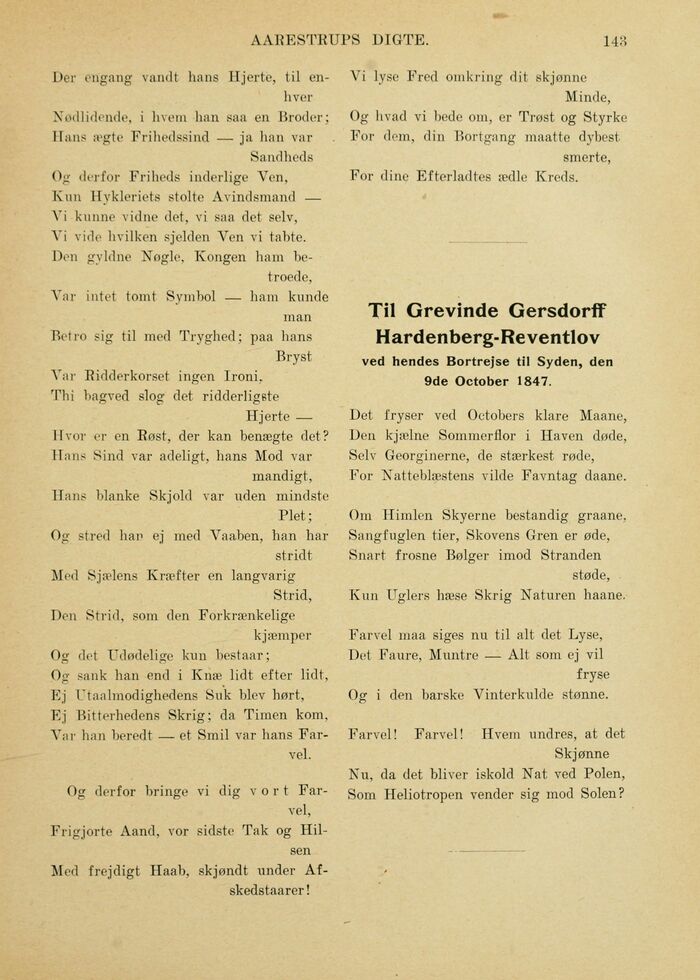 AARESTRUPS DIGTE. 143
Der engang vandt hans Hjerte, til en-
hver
Nødlidende, i hvem han saa en Broder;
Hans ægte Frihedssind — ja han var
Sandheds
Og derfor Friheds inderlige Ven,
Kun Hykleriets stolte Avindsmand —
Vi kunne vidne det, vi saa det selv,
Vi vide hvilken sjelden Ven vi tabte.
Den gyldne Nøgle, Kongen ham be-
troede,
Var intet tomt Symbol — ham kunde
man
Betro sig til med Tryghed; paa hans
Bryst
Var Ridderkorset ingen Ironi,
Thi bagved slog det ridderligste
Hjerte —
Hvor er en Røst, der kan benægte det?
Hans Sind var adeligt, hans Mod var
mandigt,
Hans blanke Skjold var uden mindste
Plet;
Og stred han ej med Vaaben, han har
stridt
Med Sjælens Kræfter en langvarig
Strid,
Den Strid, som den Forkrænkelige
kjæmper
Og det Udødelige kun bestaar;
Og sank han end i Knæ lidt efter lidt,
Ej Utaalmodighedens Suk blev hørt,
Ej Bitterhedens Skrig; da Timen kom,
Var han beredt — et Smil var hans Far-
vel.
Og derfor bringe vi dig vort Far-
vel,
Frigjorte Aand, vor sidste Tak og Hil-
sen
Med frejdigt Haab, skjøndt under Af-
skedstaarer!
Vi lyse Fred omkring dit skjønne
Minde,
Og hvad vi bede om, er Trøst og Styrke
For dem, din Bortgang maatte dybest
smerte,
For dine Efterladtes ædle Kreds.
Til Grevinde Gersdorff
Hardenberg-Reventlov
ved hendes Bortrejse til Syden, den
9de October 1847.
Det fryser ved Octobers klare Maane,
Den kjælne Sommerflor i Haven døde,
Selv Georginerne, de stærkest røde,
For Natteblæstens vilde Favntag daane.
Om Himlen Skyerne bestandig graane,
Sangfuglen tier, Skovens Gren er øde,
Snart frosne Bølger imod Stranden
støde,
Kun Uglers hæse Skrig Naturen haane.
Farvel maa siges nu til alt det Lyse,
Det Faure, Muntre — Alt som ej vil
fryse
Og i den barske Vinterkulde stønne.
Farvel! Farvel! Hvem undres, at det
Skjønne
Nu, da det bliver iskold Nat ved Polen,
Som Heliotropen vender sig mod Solen?